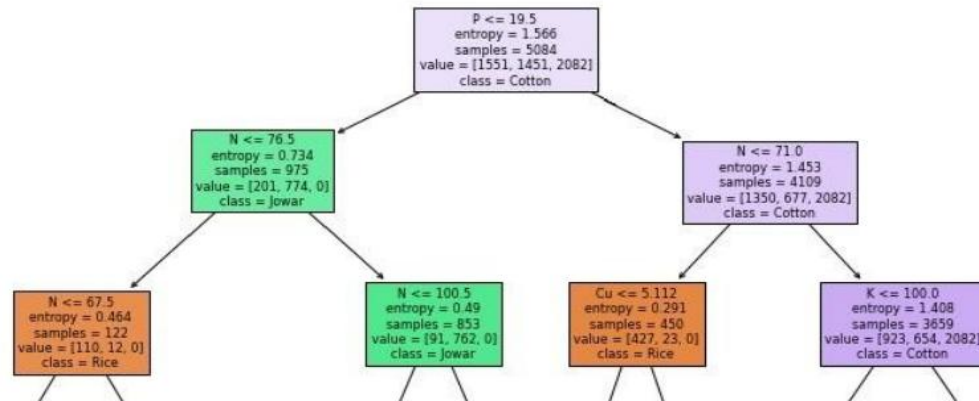 P <= 19.5
entropy = 1.566
samples = 5084
value = [1551, 1451, 2082]
class = Cotton
N <= 76.5
entropy = 0.734
samples = 975
value = [201, 774, 0]
class = Jowar
N <= 71.0
entropy = 1.453
samples = 4109
value = [1350, 677, 2082]
class = Cotton
N <= 67.5
entropy = 0.464
samples = 122
value = [110, 12, 0]
class = Rice
N <= 100.5
entropy = 0.49
samples = 853
value = [91, 762, 0]
class = Jowar
Cu <= 5.112
entropy = 0.291
samples = 450
value = [427, 23, 0]
class = Rice
K <= 100.0
entropy = 1.408
samples = 3659
value = [923, 654, 2082]
class = Cotton